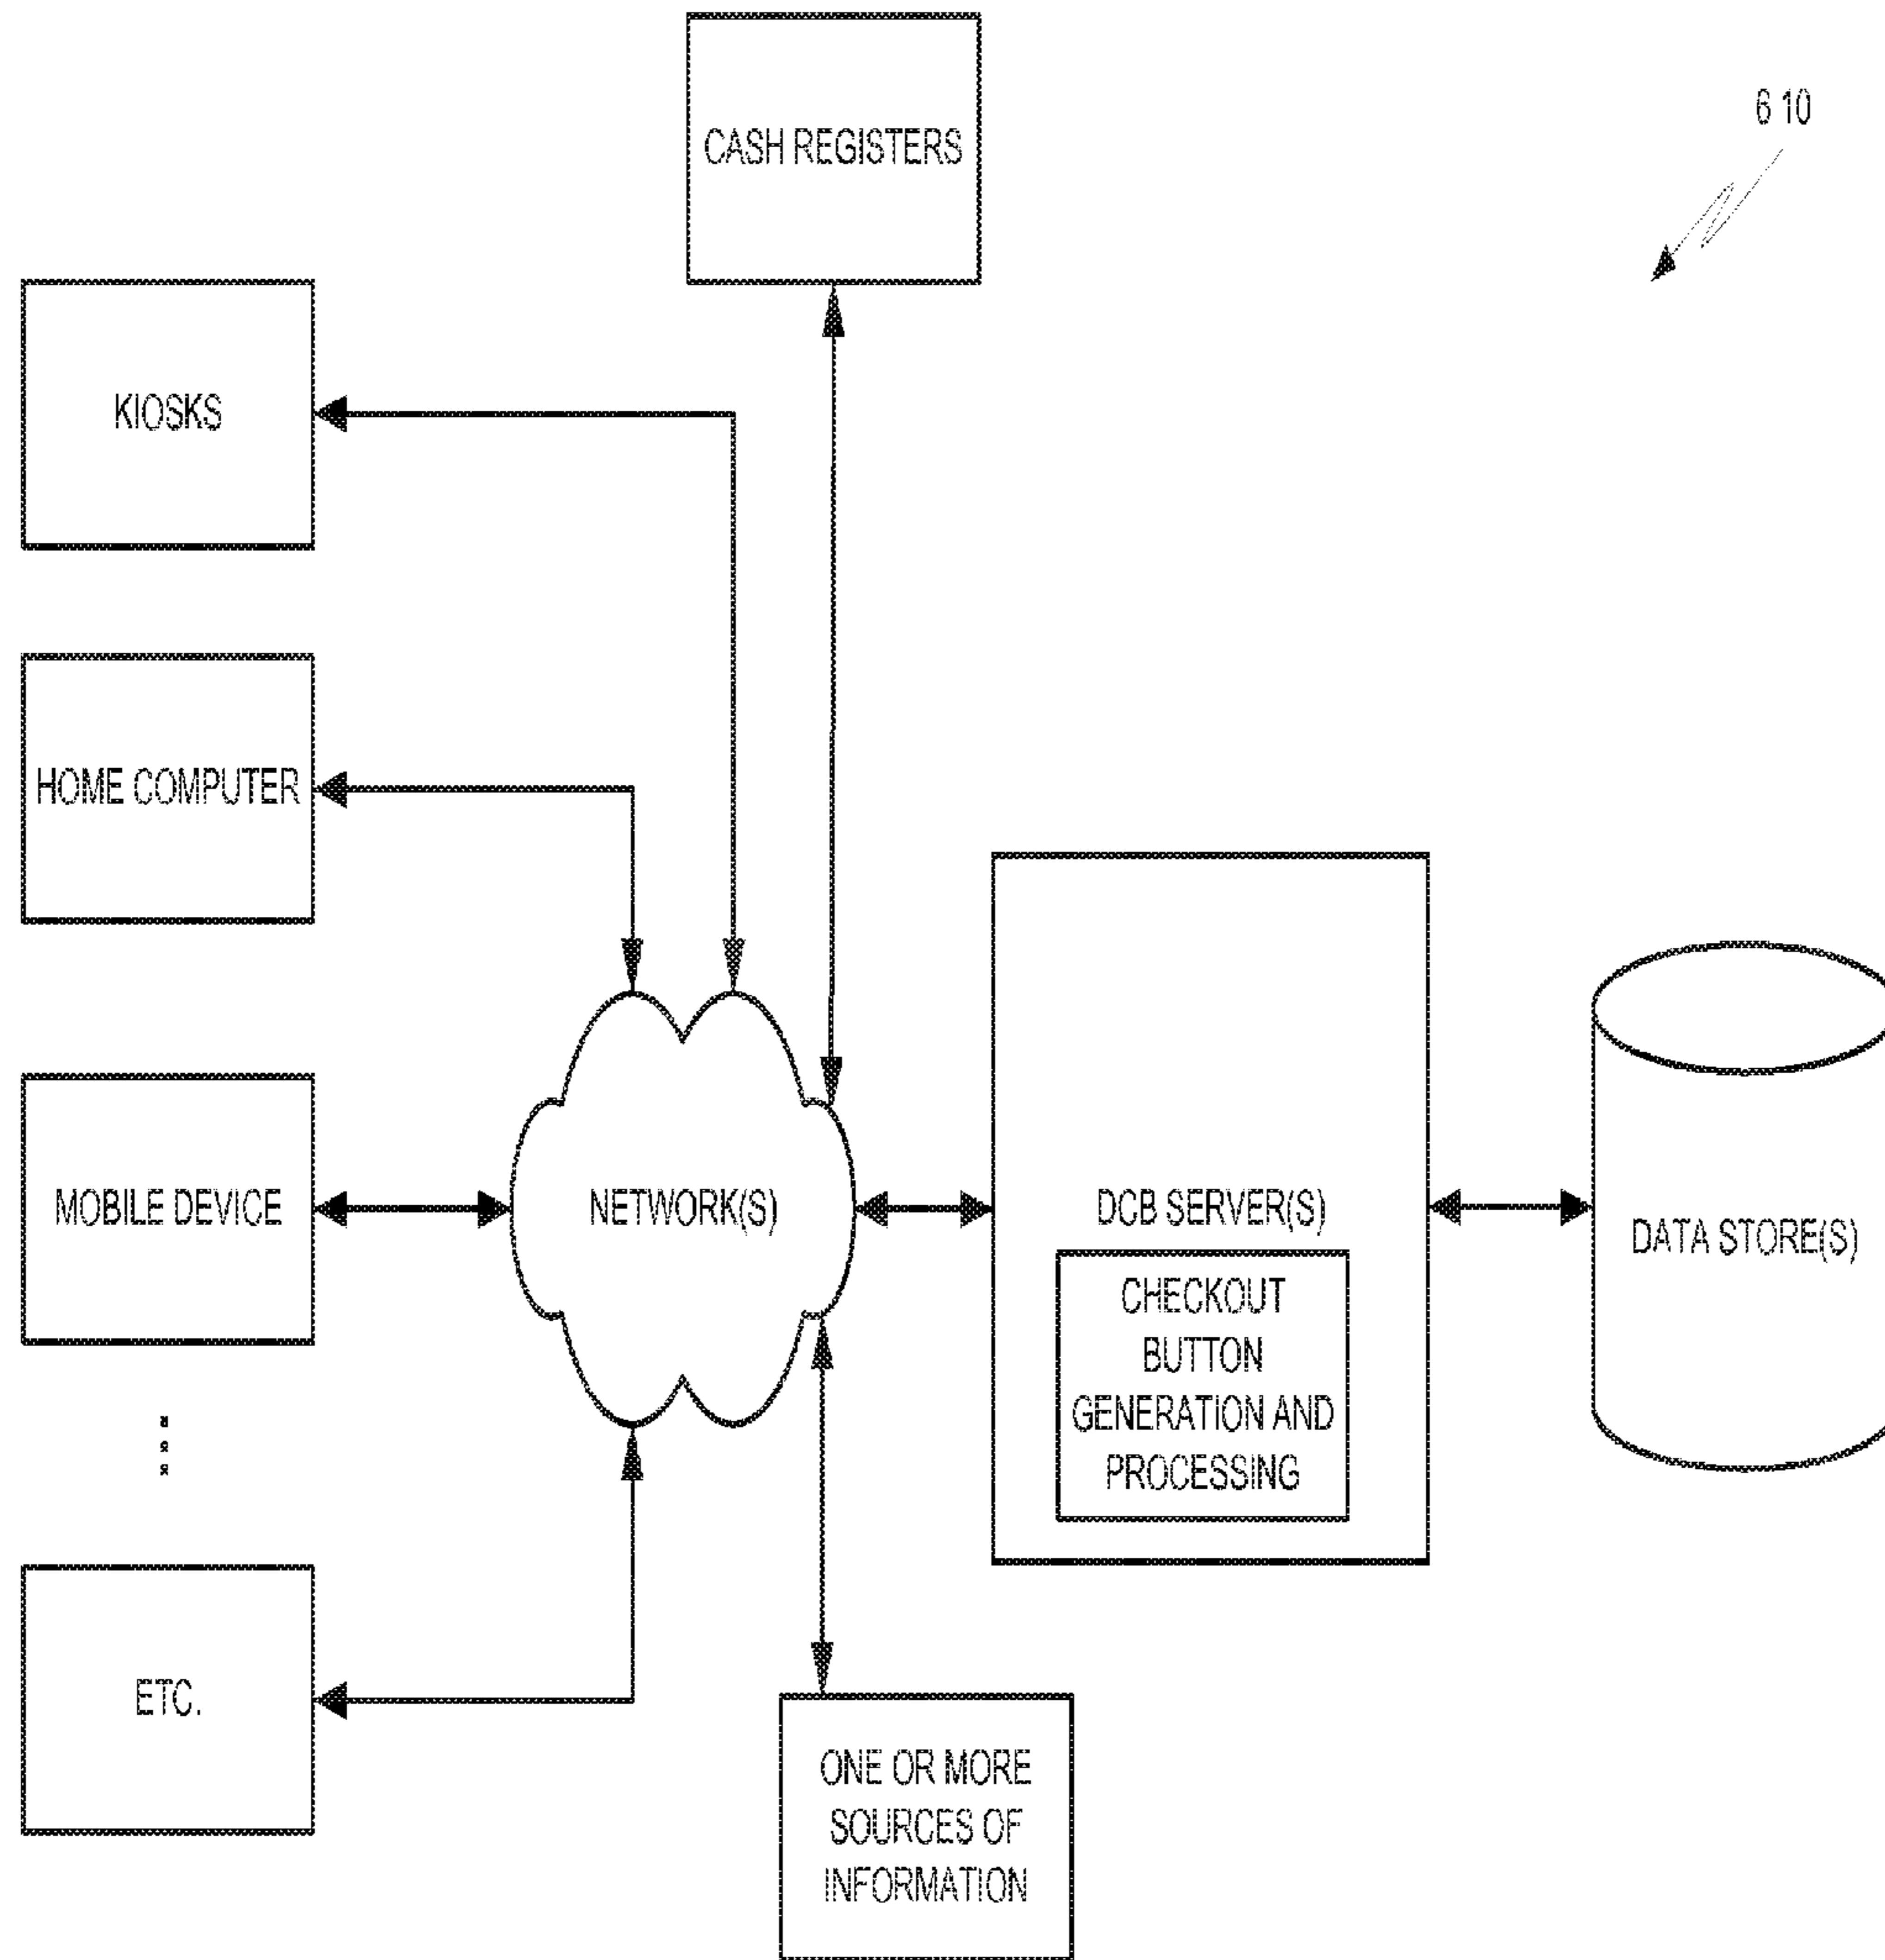 CASH REGISTERS
6 10
KIOSKS
HOME COMPUTER
MOBILE DEVICE
NETWORK(S)
DCB SERVER(S)
CHECKOUT
BUTTON
GENERATION AND
PROCESSING
DATA STORE(S)
ETC.
ONE OR MORE
SOURCES OF
INFORMATION